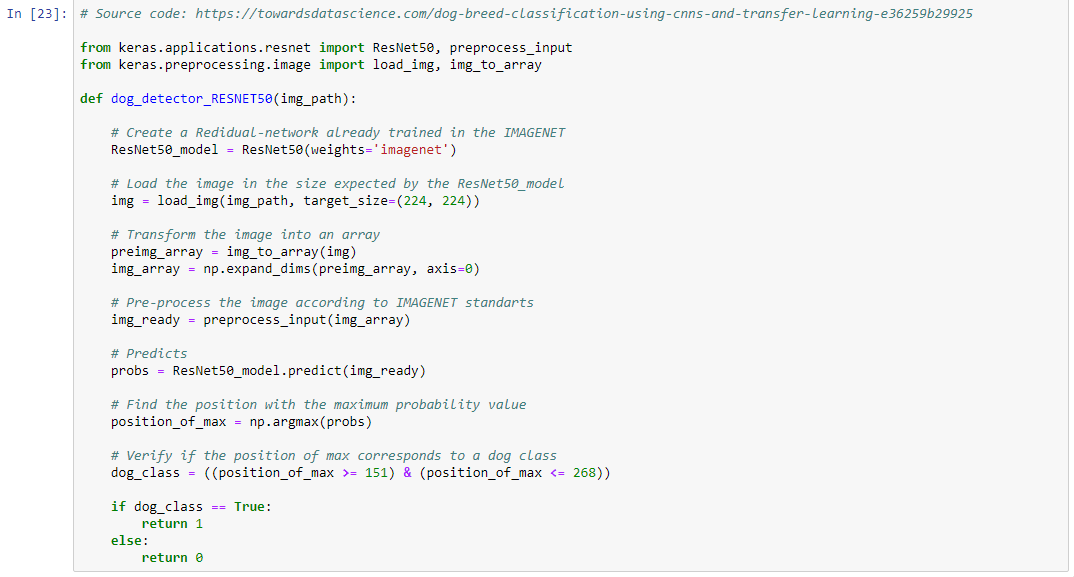 In [23]: # Source code: https://towardsdatascience.com/dog-breed-classification-using-cnns-and-transfer-learning-e36259b29925
from keras.applications.resnet import ResNet50, preprocess_input
from keras.preprocessing.image import load_img, img_to_array
def dog_detector_RESNET50(img_path):
# Create a Redidual-network already trained in the IMAGENET
ResNet50_model = ResNet50(weights='imagenet')
# Load the image in the size expected by the ResNet50_model
img = load_img(img_path, target_size=(224, 224))
# Transform the image into an array
preimg_array = img_to_array(img)
img_array = np.expand_dims(preimg_array, axis=0)
# Pre-process the image according to IMAGENET standarts
img_ready = preprocess_input(img_array)
# Predicts
probs = ResNet50_model.predict(img_ready)
# Find the position with the maximum probability value
position_of_max = np.argmax(probs)
# Verify if the position of max corresponds to a dog class
dog_class = ((position_of_max >= 151) & (position_of_max <= 268))
if dog_class == True:
return 1
else:
return 0